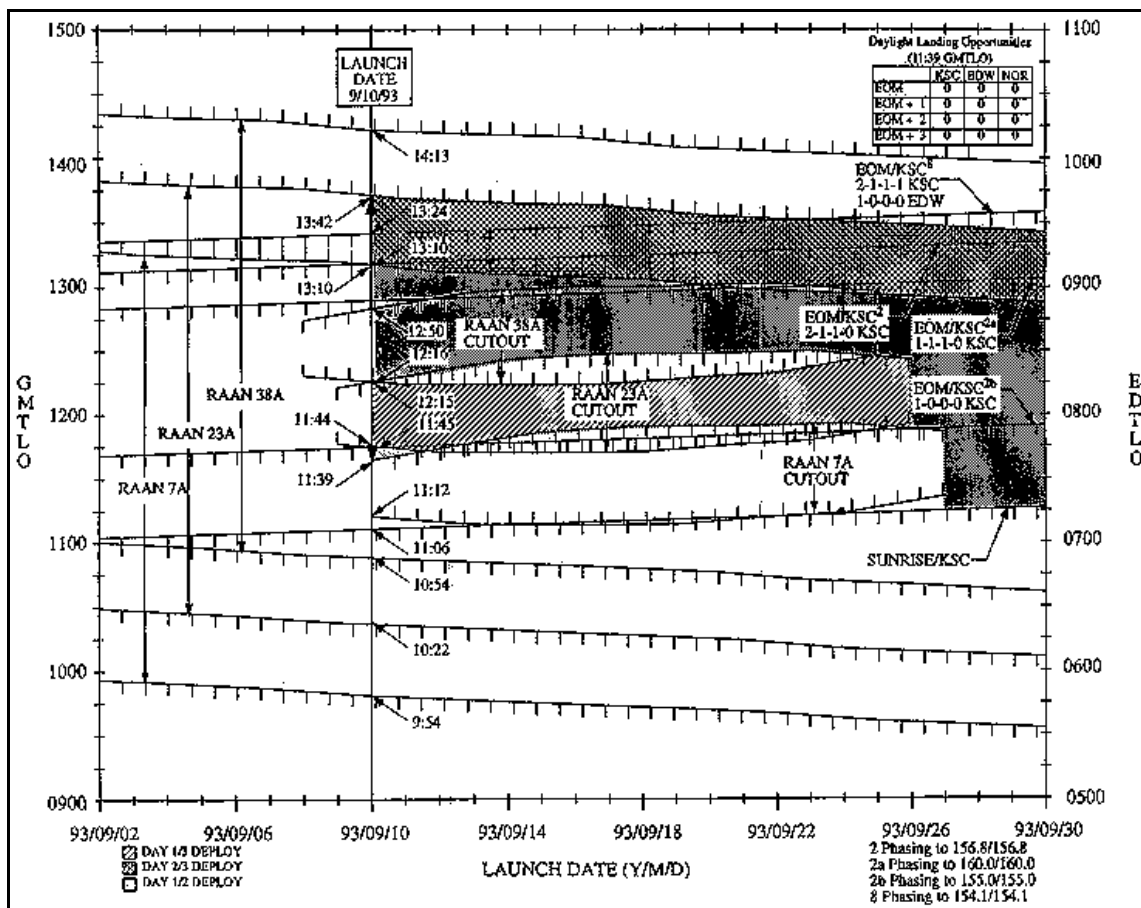 1500
1400
1300
1200
1100
1000
0900
GMTLO
1100
1000
0900
0800
0700
0600
0500
EDTLO
LAUNCH
DATE
9/10/93
Daylight Landing Opportunities
(11:39 GMTLO)
KSC EDW NOR
EOM 0 0 0
EOM + 1 0 0 0
EOM + 2 0 0 0
EOM + 3 0 0 0
14:13
EOM/KSC8
2-1-1-1 KSC
1-0-0-0 EDW
13:42
13:24
13:10
13:10
12:50
12:16
12:15
11:45
11:44
11:39
11:12
11:06
10:54
10:22
9:54
RAAN 38A
CUTOUT
EOM/KSC2
2-1-1-0 KSC
EOM/KSC2a
1-1-1-0 KSC
EOM/KSC2b
1-0-0-0 KSC
RAAN 23A
CUTOUT
RAAN 7A
CUTOUT
RAAN 38A
RAAN 23A
RAAN 7A
SUNRISE/KSC
93/09/02 93/09/06 93/09/10 93/09/14 93/09/18 93/09/22 93/09/26 93/09/30
LAUNCH DATE (Y/M/D)
DAY 1/3 DEPLOY
DAY 2/3 DEPLOY
DAY 1/2 DEPLOY
2 Phasing to 156.8/156.8
2a Phasing to 160.0/160.0
2b Phasing to 155.0/155.0
8 Phasing to 154.1/154.1